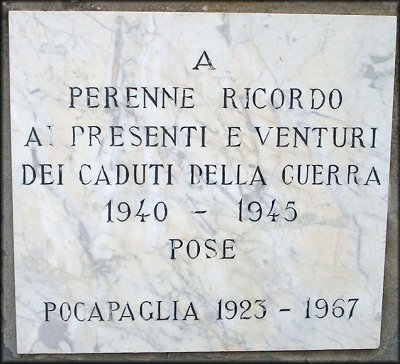 A
PERENNE RICORDO
AI PRESENTI E VENTURI
DEI CADUTI DELLA GUERRA
1940 - 1945
POSE
POCAPAGLIA 1923 - 1967